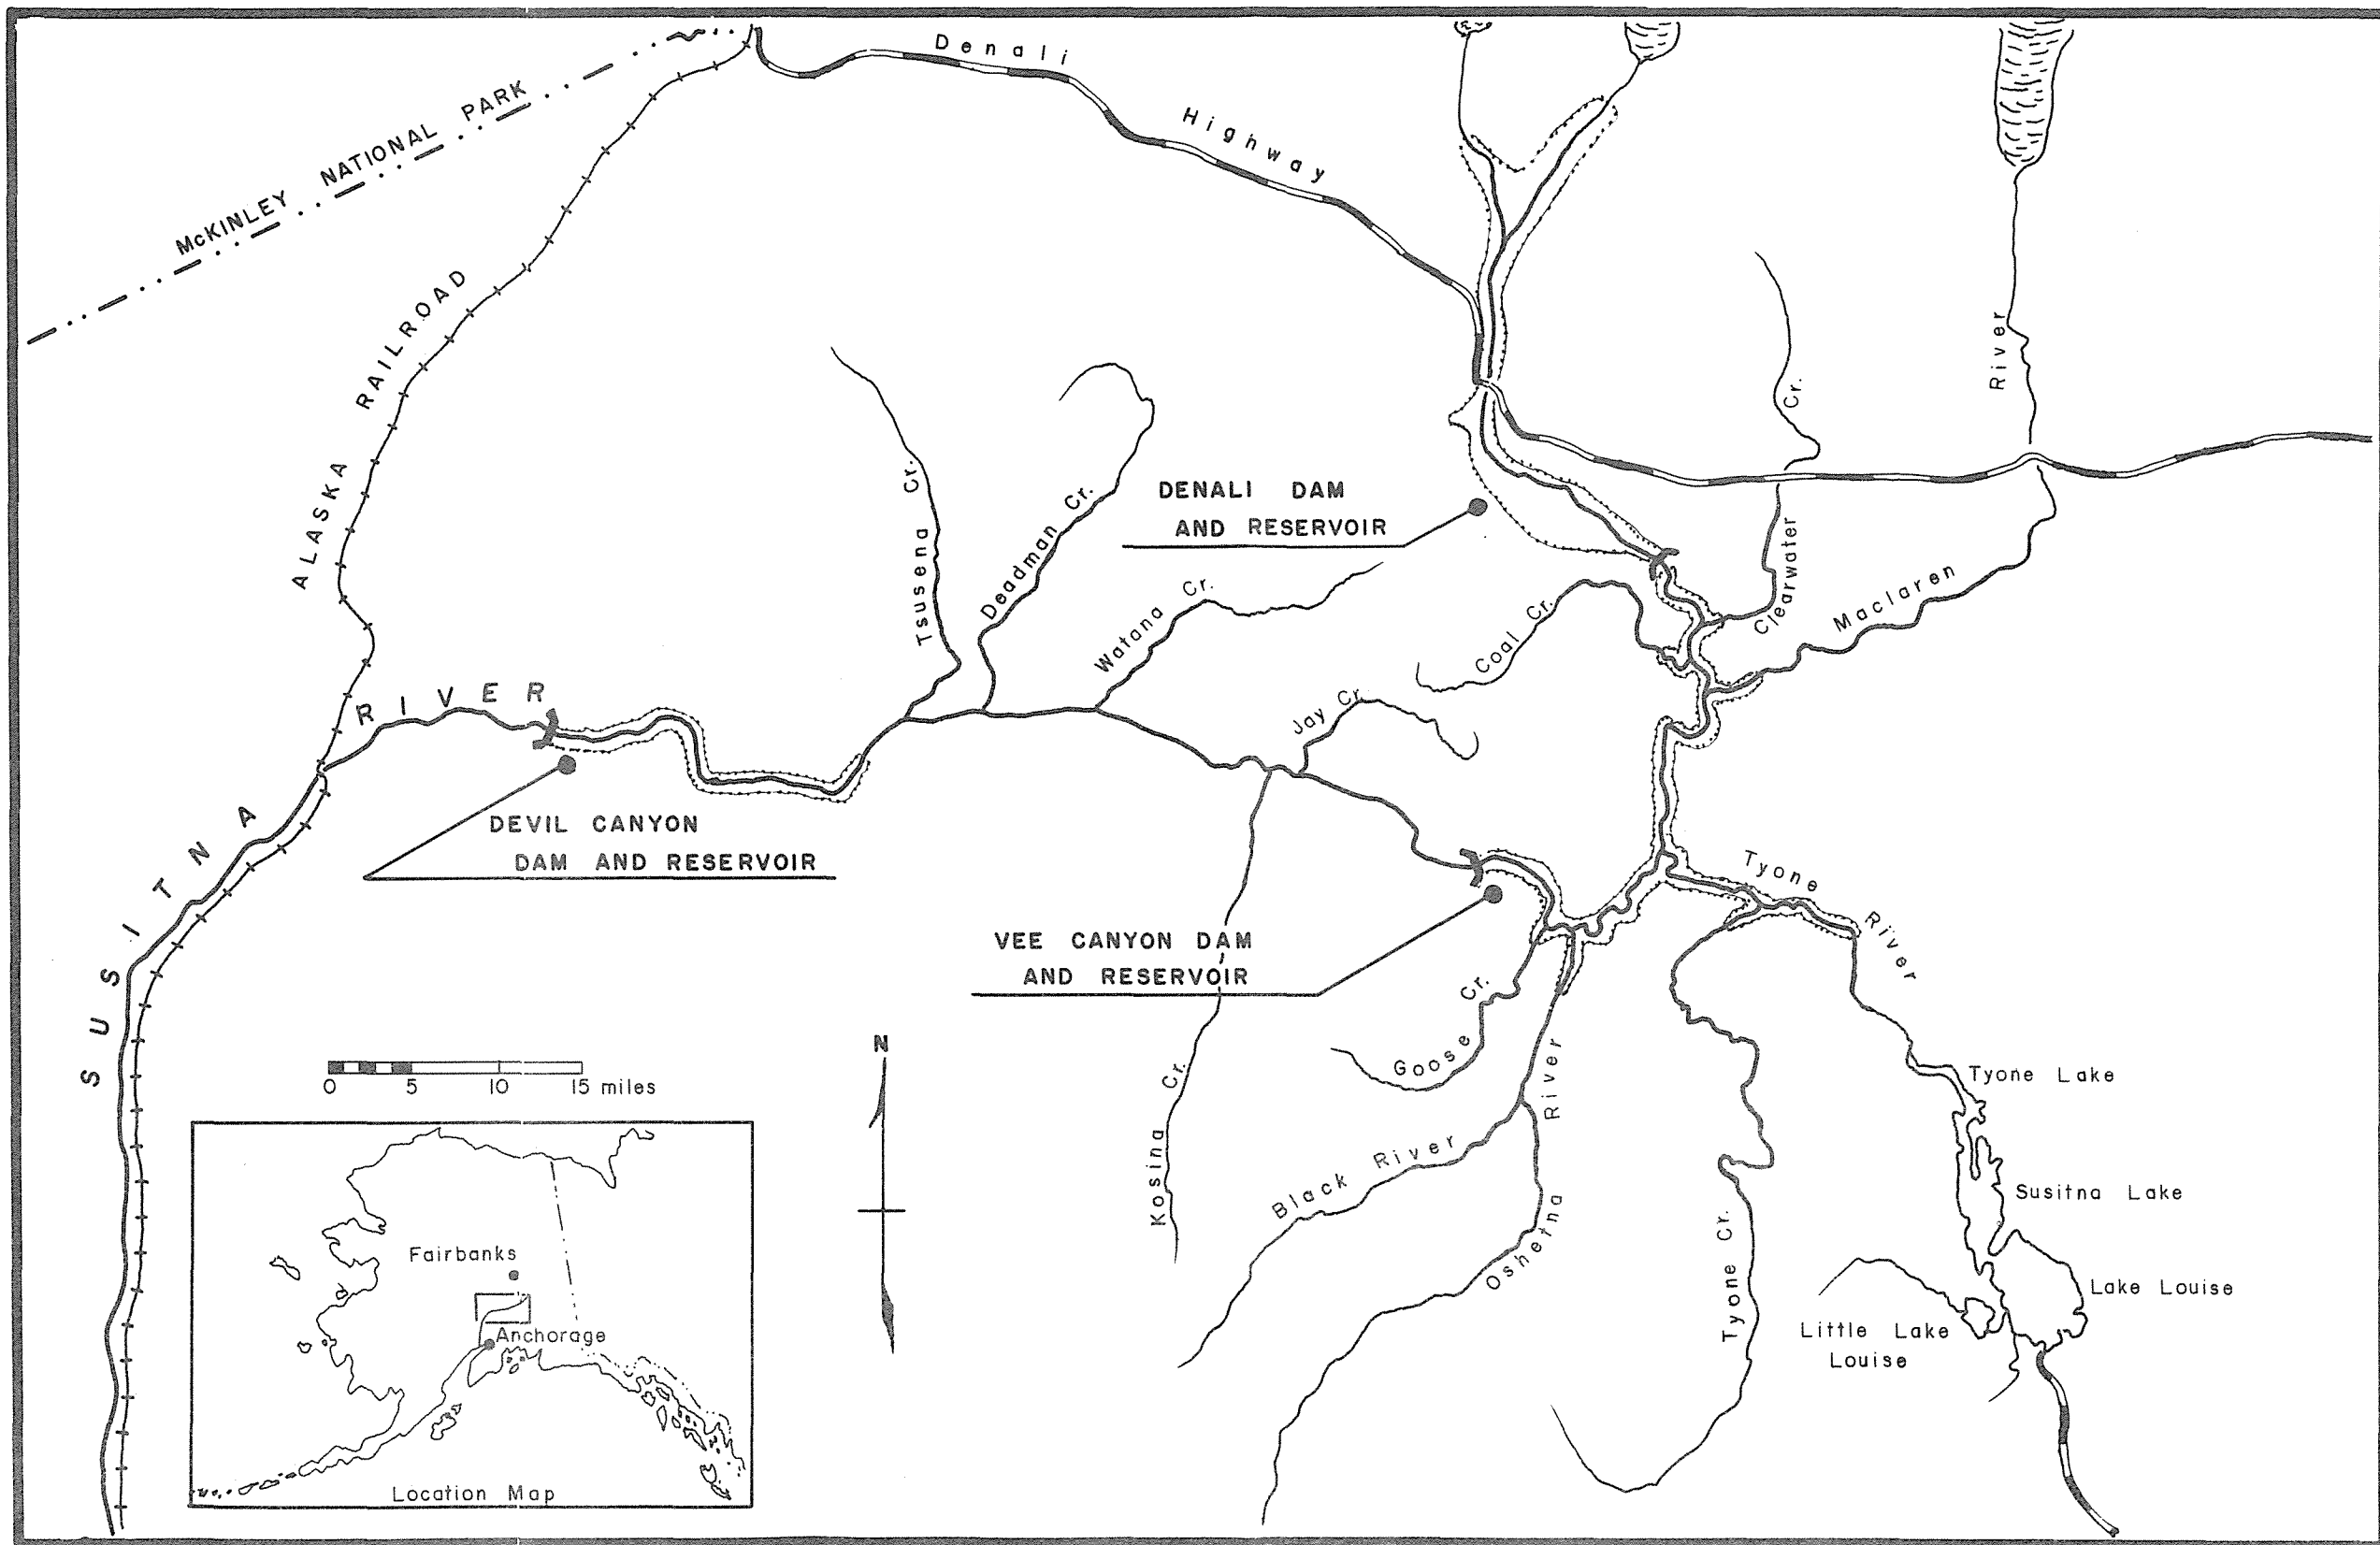 Denali
Highway
McKINLEY NATIONAL PARK
ALASKA RAILROAD
River
Cr.
Clearwater
Maclaren
DENALI DAM
AND RESERVOIR
Tsusena Cr.
Deadman Cr.
Watana Cr.
Coal Cr.
Jay Cr.
SUSITNA RIVER
DEVIL CANYON
DAM AND RESERVOIR
VEE CANYON DAM
AND RESERVOIR
Tyone River
Goose Cr.
Kosina Cr.
Black River
Oshetna River
Tyone Cr.
Tyone Lake
Susitna Lake
Lake Louise
Little Lake
Louise
N
0 5 10 15 miles
Fairbanks
Anchorage
Location Map